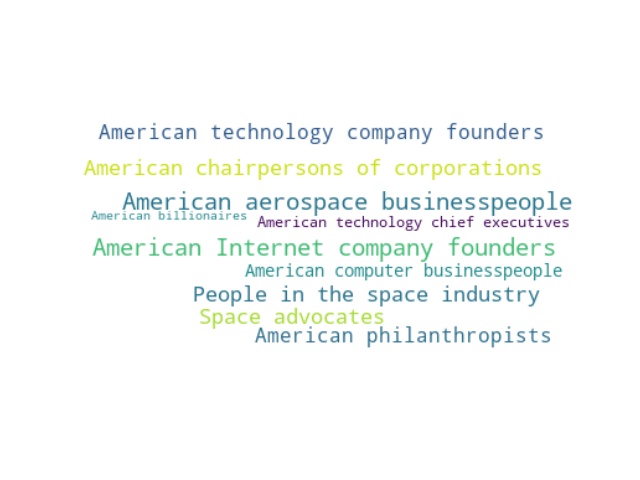 American technology company founders
American chairpersons of corporations
American aerospace businesspeople
American billionaires
American technology chief executives
American Internet company founders
American computer businesspeople
People in the space industry
Space advocates
American philanthropists